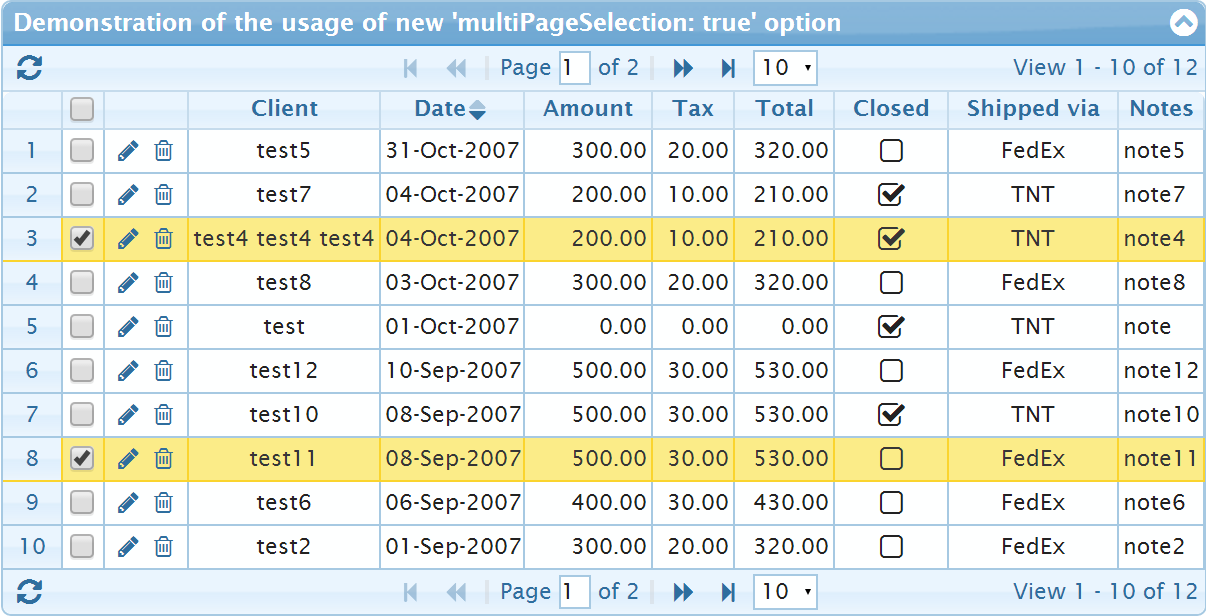 Demonstration of the usage of new 'multiPageSelection: true' option
Page 1 of 2 10 View 1 - 10 of 12
Client Date Amount Tax Total Closed Shipped via Notes
1 test5 31-Oct-2007 300.00 20.00 320.00 FedEx note5
2 test7 04-Oct-2007 200.00 10.00 210.00 TNT note7
3 test4 test4 test4 04-Oct-2007 200.00 10.00 210.00 TNT note4
4 test8 03-Oct-2007 300.00 20.00 320.00 FedEx note8
5 test 01-Oct-2007 0.00 0.00 0.00 TNT note
6 test12 10-Sep-2007 500.00 30.00 530.00 FedEx note12
7 test10 08-Sep-2007 500.00 30.00 530.00 TNT note10
8 test11 08-Sep-2007 500.00 30.00 530.00 FedEx note11
9 test6 06-Sep-2007 400.00 30.00 430.00 FedEx note6
10 test2 01-Sep-2007 300.00 20.00 320.00 FedEx note2
Page 1 of 2 10 View 1 - 10 of 12